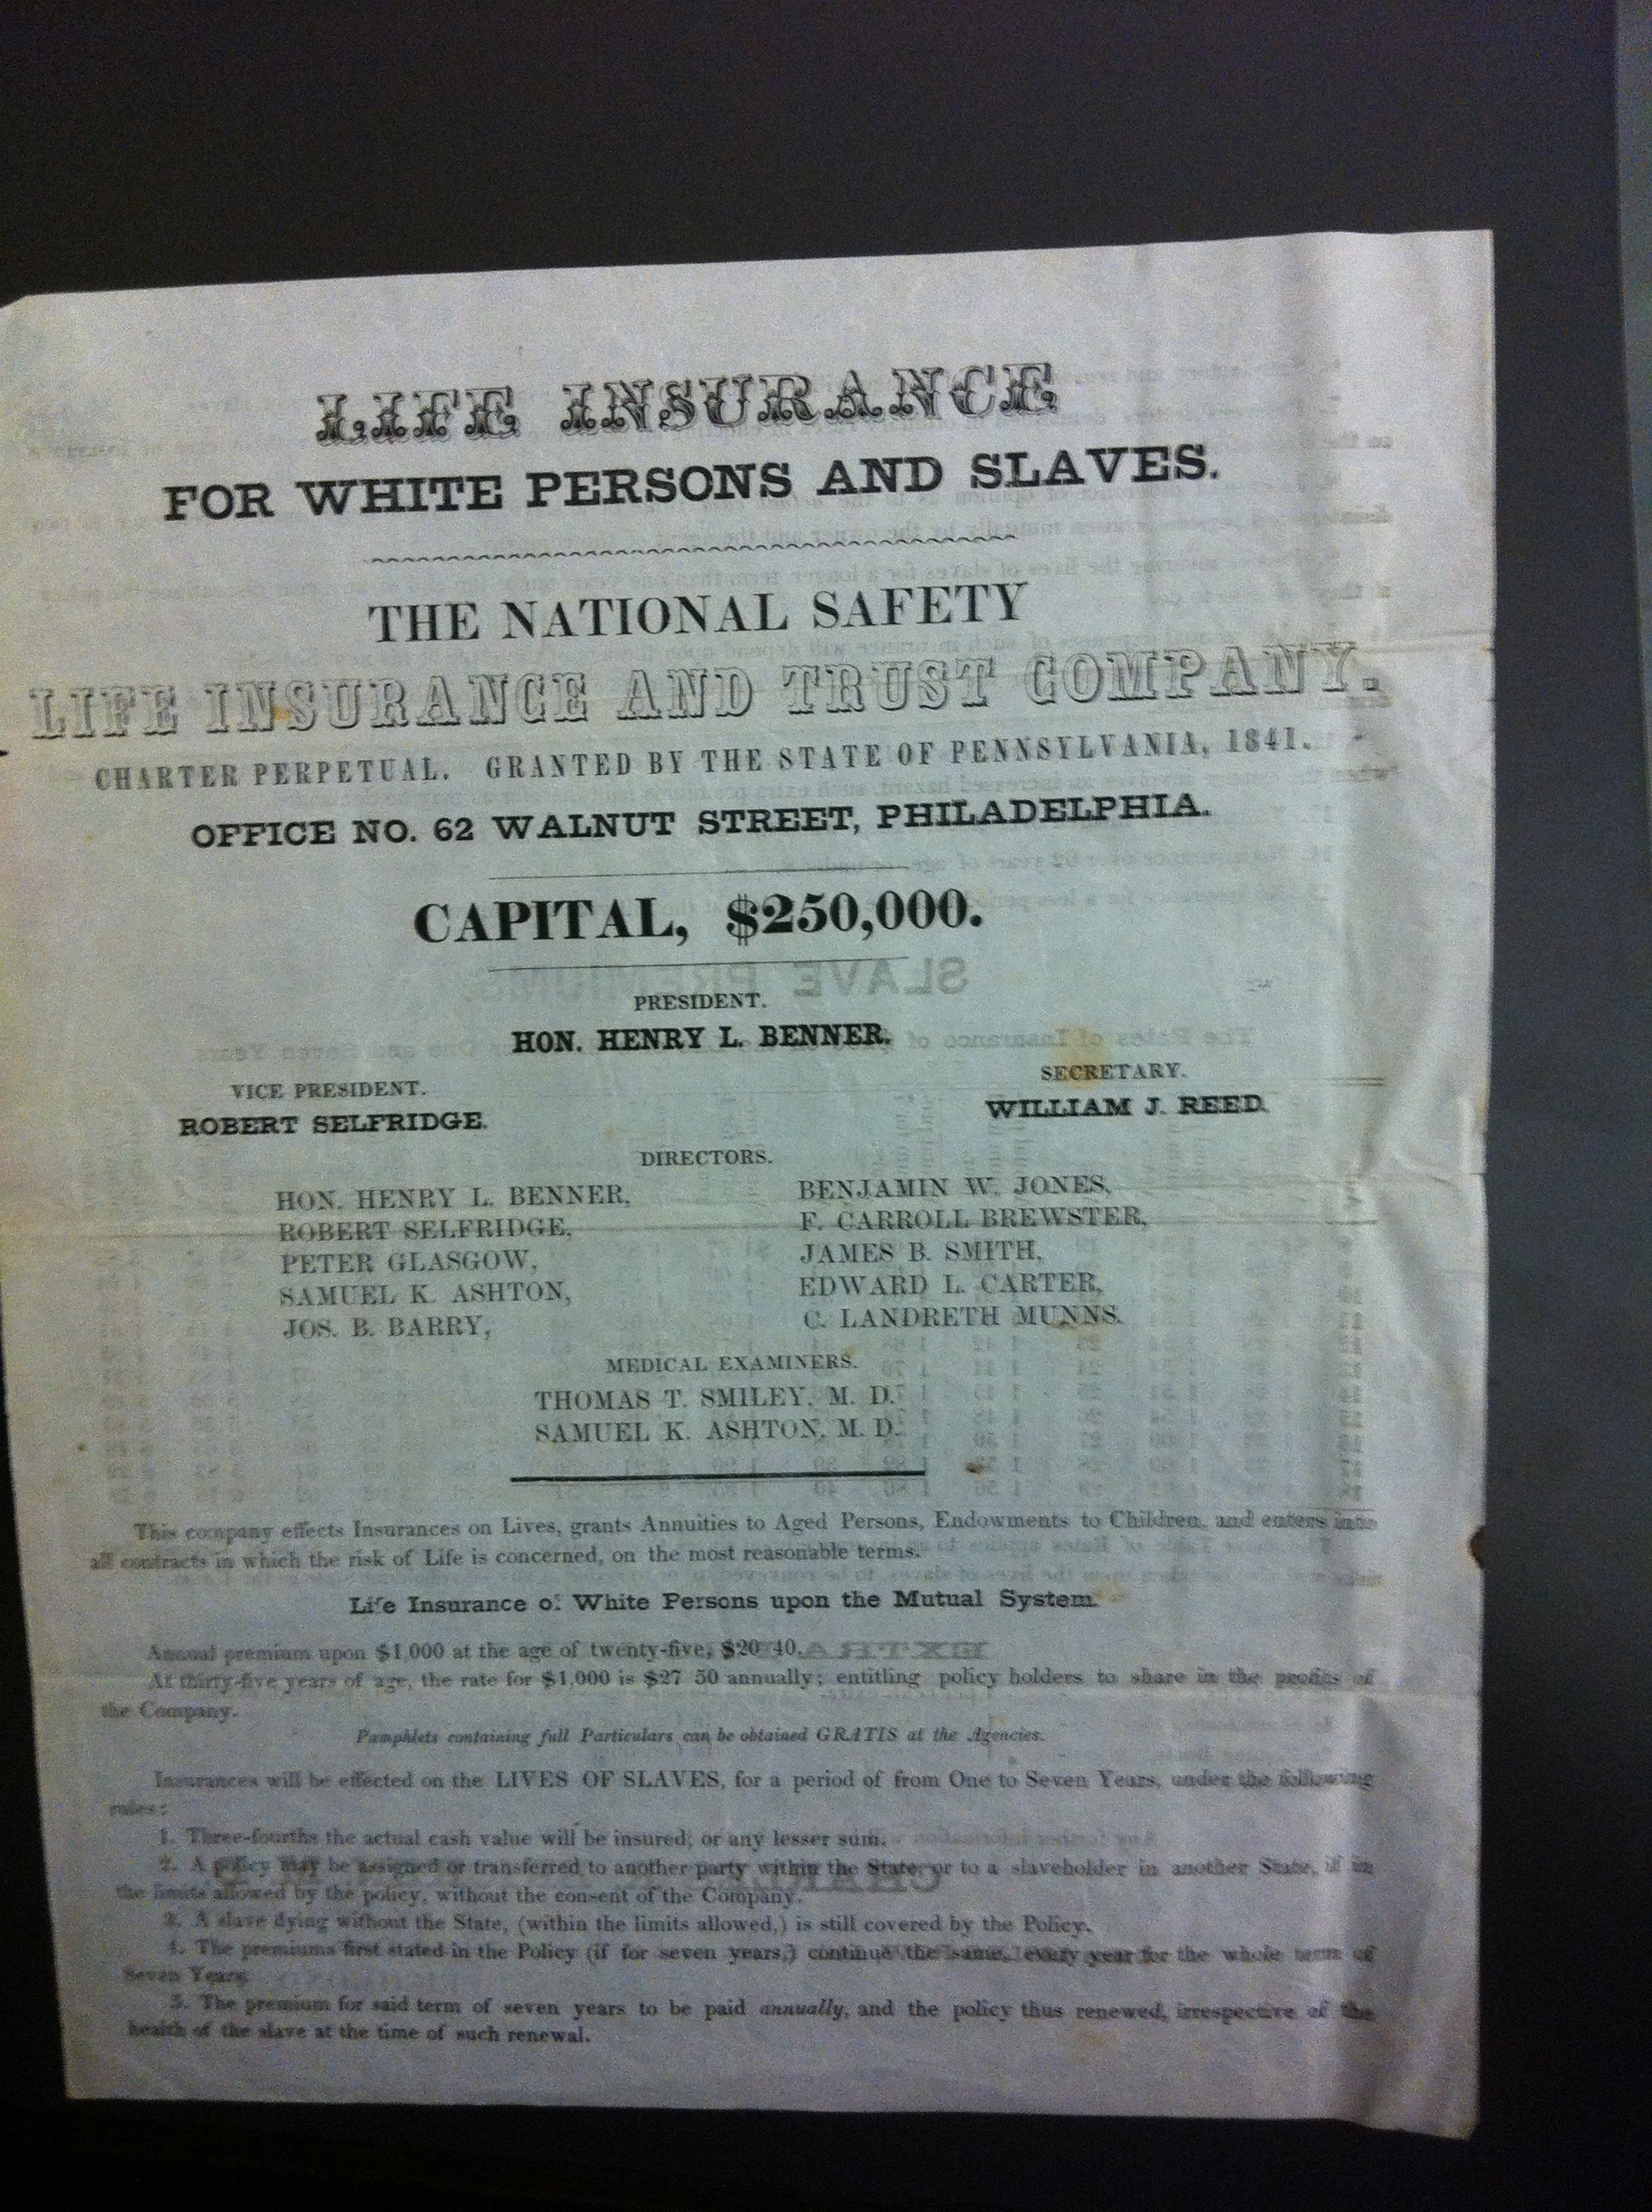 LIFE INSURANCE
FOR WHITE PERSONS AND SLAVES.
THE NATIONAL SAFETY
LIFE INSURANCE AND TRUST COMPANY.
CHARTER PERPETUAL. GRANTED BY THE STATE OF PENNSYLVANIA, 1841.
OFFICE NO. 62 WALNUT STREET, PHILADELPHIA.
CAPITAL, $250,000.
PRESIDENT.
HON. HENRY L. BENNER.
VICE PRESIDENT.
ROBERT SELFRIDGE.
SECRETARY.
WILLIAM J. REED.
DIRECTORS.
HON. HENRY L. BENNER,
ROBERT SELFRIDGE,
PETER GLASGOW,
SAMUEL K. ASHTON,
JOS. B. BARRY,
BENJAMIN W. JONES,
F. CARROLL BREWSTER,
JAMES B. SMITH,
EDWARD L. CARTER,
C. LANDRETH MUNNS.
MEDICAL EXAMINERS.
THOMAS T. SMILEY, M. D.
SAMUEL K. ASHTON, M. D.
This company effects Insurances on Lives, grants Annuities to Aged Persons, Endowments to Children, and enters into
all contracts in which the risk of Life is concerned, on the most reasonable terms.
Life Insurance of White Persons upon the Mutual System.
Annual premium upon $1,000 at the age of twenty-five, $20 40.
At thirty-five years of age, the rate for $1,000 is $27 50 annually; entitling policy holders to share in the profits of
the Company.
Pamphlets containing full Particulars can be obtained GRATIS at the Agencies.
Insurances will be effected on the LIVES OF SLAVES, for a period of from One to Seven Years, under the following
rules:
1. Three-fourths the actual cash value will be insured, or any lesser sum.
2. A policy may be assigned or transferred to another party within the State, or to a slaveholder in another State, if in
the limits allowed by the policy, without the consent of the Company.
3. A slave dying without the State, (within the limits allowed,) is still covered by the Policy.
4. The premiums first stated in the Policy (if for seven years,) continue the same, every year for the whole term of
Seven Years.
5. The premium for said term of seven years to be paid annually, and the policy thus renewed, irrespective of the
health of the slave at the time of such renewal.